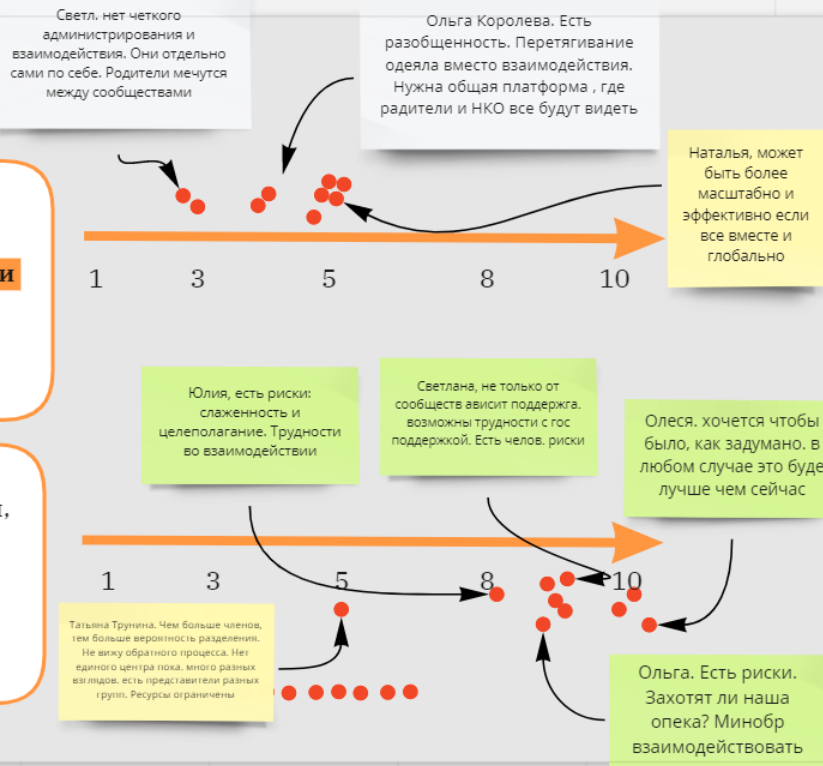 Светл. нет четкого
администрирования и
взаимодействия. Они отдельно
сами по себе. Родители мечутся
между сообществами
Ольга Королева. Есть
разобщенность. Перетягивание
одеяла вместо взаимодействия.
Нужна общая платформа , где
радители и НКО все будут видеть
Наталья, может
быть более
масштабно и
эффективно если
все вместе и
глобально
и
1 3 5 8 10
Юлия, есть риски:
слаженность и
целеполагание. Трудности
во взаимодействии
Светлана, не только от
сообществ ависит поддержга.
возможны трудности с гос
поддержкой. Есть челов. риски
Олеся. хочется чтобы
было, как задумано. в
любом случае это буде
лучше чем сейчас
1 3 5 8 10
Татьяна Трунина. Чем больше членов,
тем больше вероятность разделения.
Не вижу обратного процесса. Нет
единого центра пока. много разных
взглядов. есть представители разных
групп. Ресурсы ограничены
Ольга. Есть риски.
Захотят ли наша
опека? Минобр
взаимодействовать